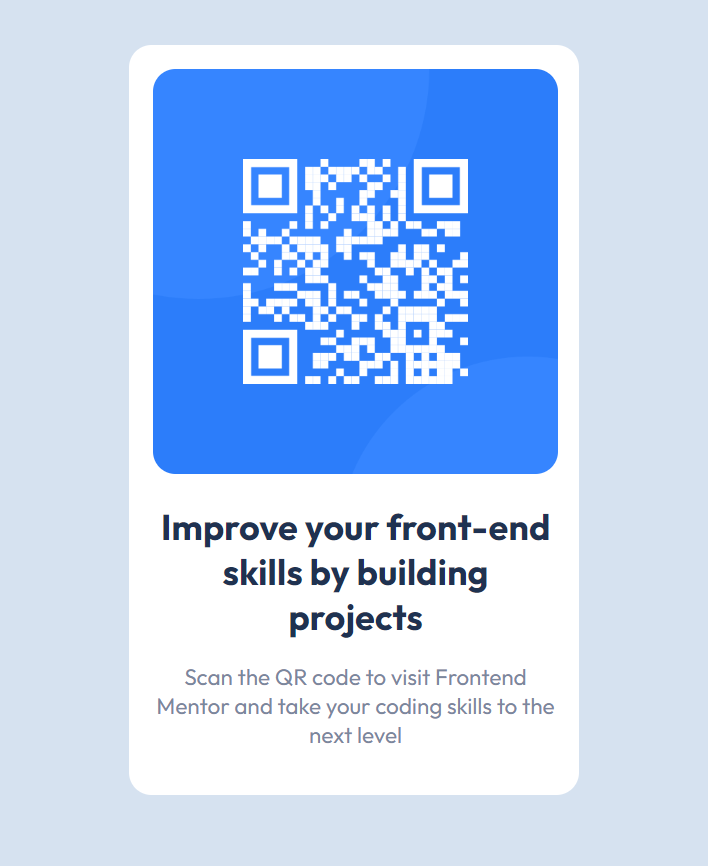 Improve your front-end
skills by building
projects
Scan the QR code to visit Frontend
Mentor and take your coding skills to the
next level